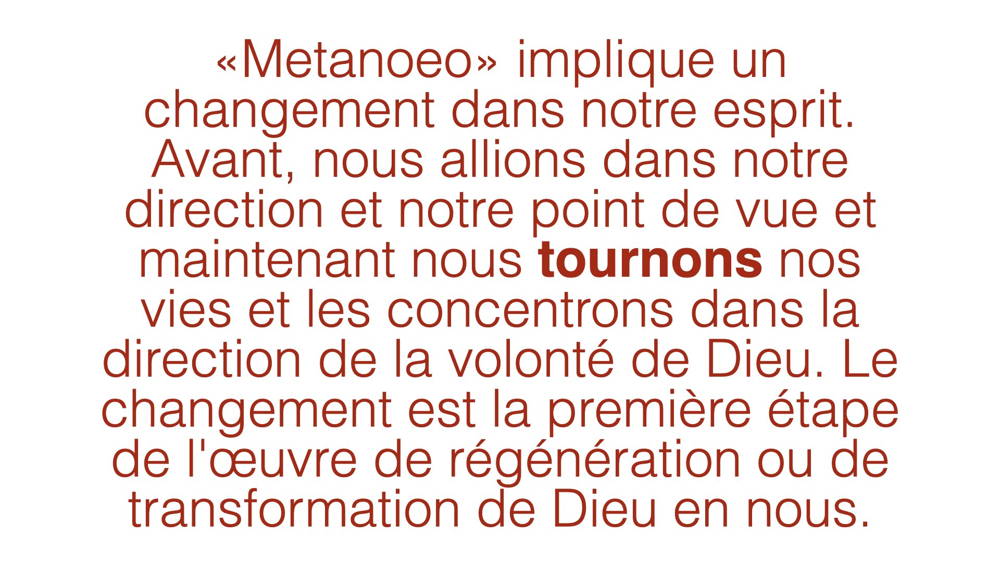 «Metanoeo» implique un
changement dans notre esprit.
Avant, nous allions dans notre
direction et notre point de vue et
maintenant nous tournons nos
vies et les concentrons dans la
direction de la volonté de Dieu. Le
changement est la première étape
de l'œuvre de régénération ou de
transformation de Dieu en nous.